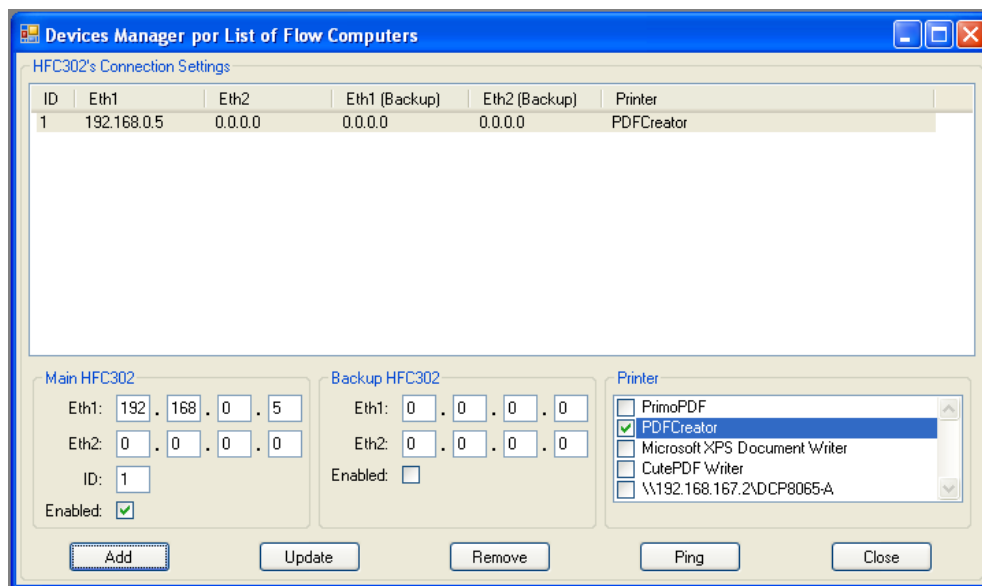 Devices Manager por List of Flow Computers
HFC302's Connection Settings
ID Eth1 Eth2 Eth1 (Backup) Eth2 (Backup) Printer
1 192.168.0.5 0.0.0.0 0.0.0.0 0.0.0.0 PDFCreator
Main HFC302
Eth1: 192 . 168 . 0 . 5
Eth2: 0 . 0 . 0 . 0
ID: 1
Enabled:
Backup HFC302
Eth1: 0 . 0 . 0 . 0
Eth2: 0 . 0 . 0 . 0
Enabled:
Printer
PrimoPDF
PDFCreator
Microsoft XPS Document Writer
CutePDF Writer
\\192.168.167.2\DCP8065-A
Add Update Remove Ping Close